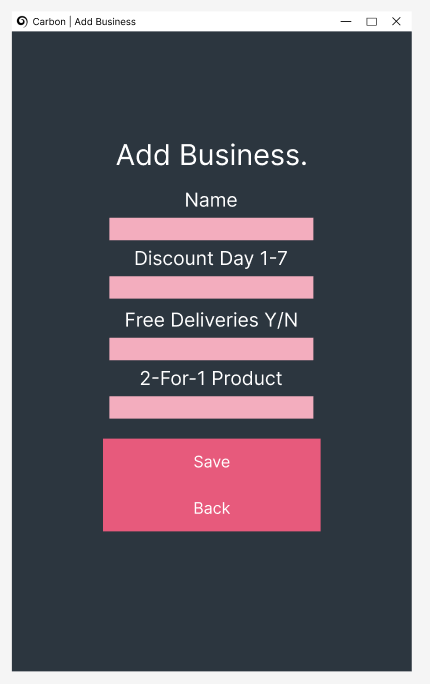 Carbon | Add Business
Add Business.
Name
Discount Day 1-7
Free Deliveries Y/N
2-For-1 Product
Save
Back